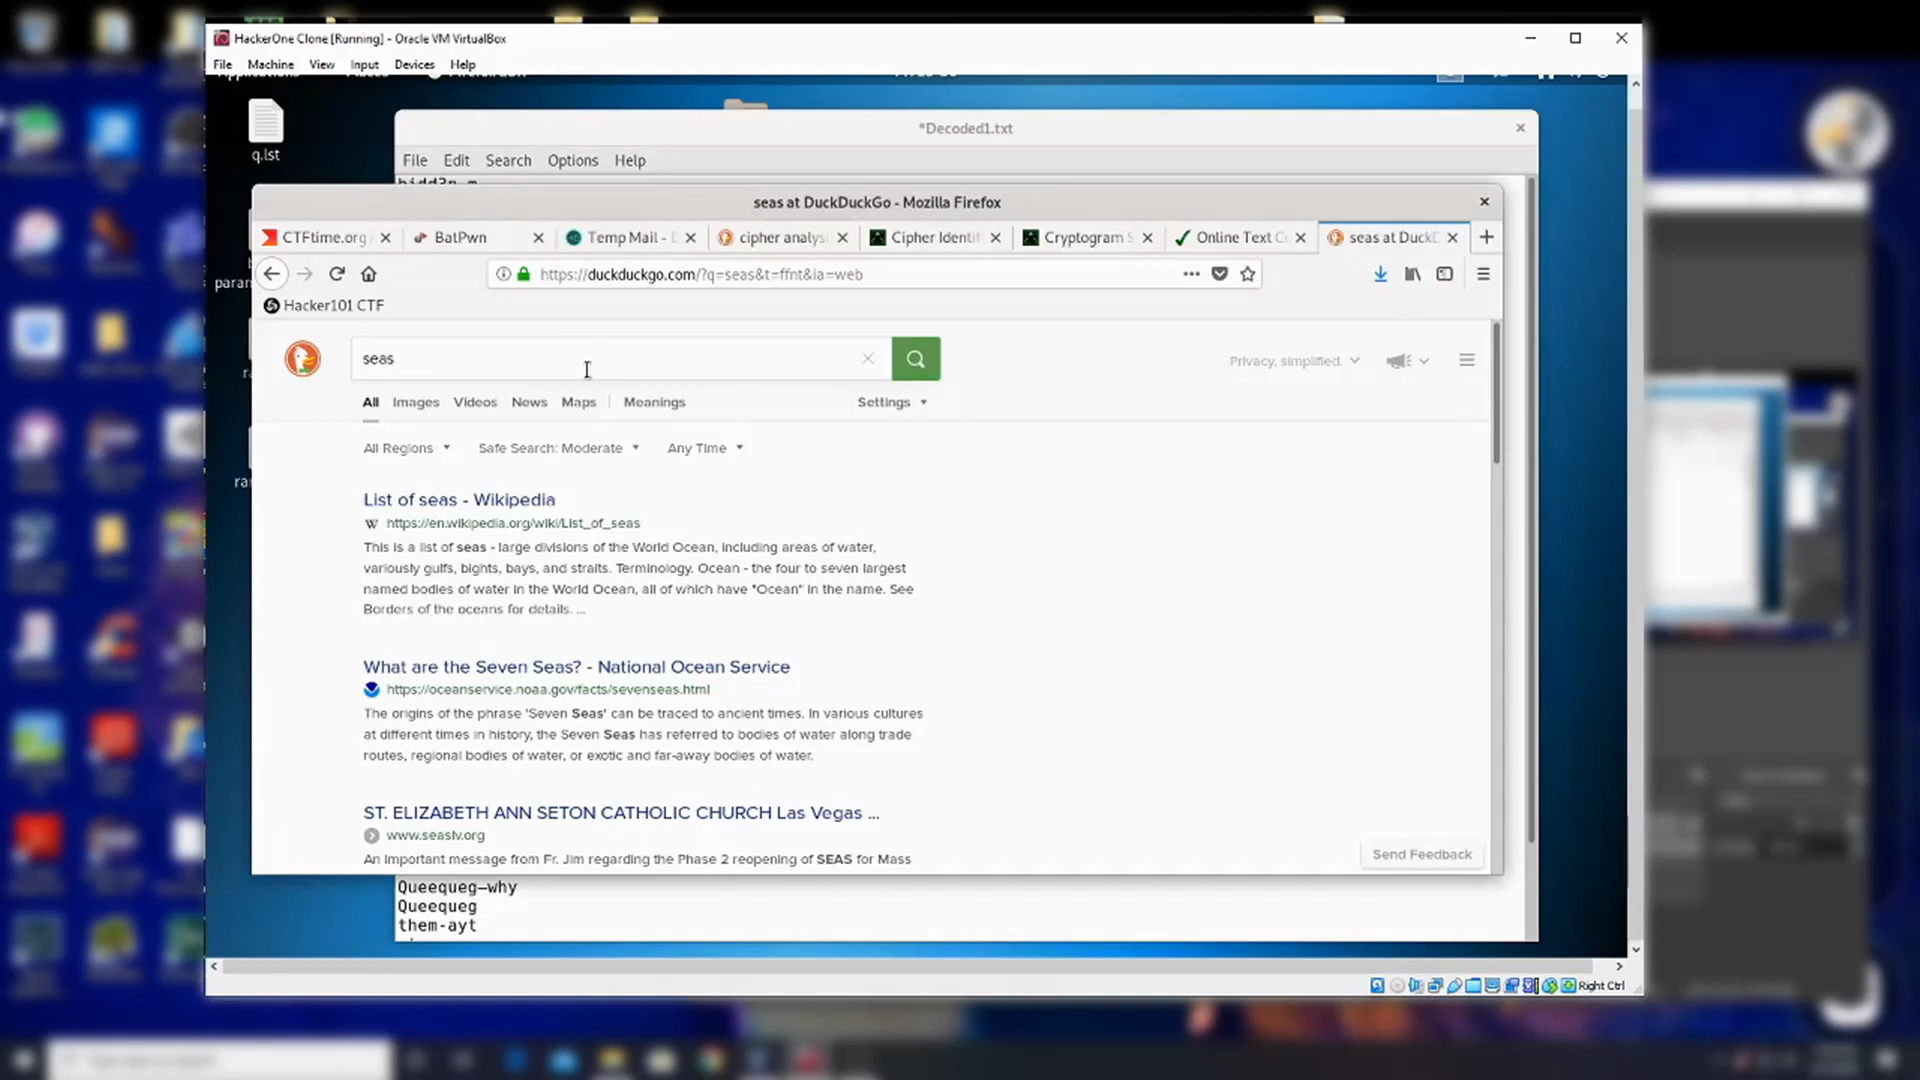 HackerOne Clone [Running] - Oracle VM VirtualBox
File Machine View Input Devices Help
q.lst
*Decoded1.txt
File Edit Search Options Help
seas at DuckDuckGo - Mozilla Firefox
CTFtime.org
BatPwn
Temp Mail -
cipher analysi
Cipher Identi
Cryptogram S
Online Text C
seas at DuckD
https://duckduckgo.com/?q=seas&t=ffnt&ia=web
Hacker101 CTF
seas
Privacy, simplified.
All Images Videos News Maps Meanings Settings
All Regions Safe Search: Moderate Any Time
List of seas - Wikipedia
W https://en.wikipedia.org/wiki/List_of_seas
This is a list of seas - large divisions of the World Ocean, including areas of water,
variously gulfs, bights, bays, and straits. Terminology. Ocean - the four to seven largest
named bodies of water in the World Ocean, all of which have "Ocean" in the name. See
Borders of the oceans for details. ...
What are the Seven Seas? - National Ocean Service
https://oceanservice.noaa.gov/facts/sevenseas.html
The origins of the phrase 'Seven Seas' can be traced to ancient times. In various cultures
at different times in history, the Seven Seas has referred to bodies of water along trade
routes, regional bodies of water, or exotic and far-away bodies of water.
ST. ELIZABETH ANN SETON CATHOLIC CHURCH Las Vegas ...
www.seaslv.org
An important message from Fr. Jim regarding the Phase 2 reopening of SEAS for Mass
Send Feedback
Queequeg—why
Queequeg
them-ayt
Right Ctrl